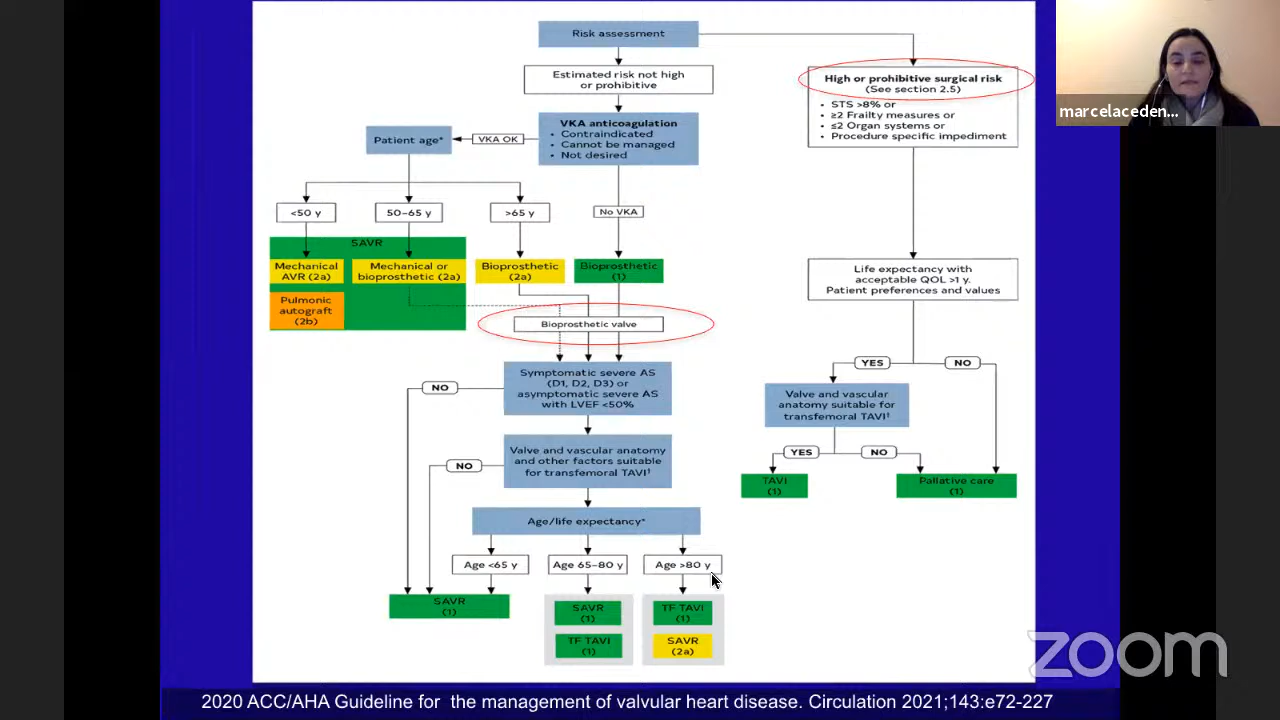 Risk assessment
Estimated risk not high
or prohibitive
High or prohibitive surgical risk
(See section 2.5)
• STS >8% or
• ≥2 Frailty measures or
• ≤2 Organ systems or
• Procedure specific impediment
marcelaceden...
VKA anticoagulation
• Contraindicated
• Cannot be managed
• Not desired
VKA OK
Patient age*
<50 y
50–65 y
>65 y
No VKA
SAVR
Mechanical
AVR (2a)
Mechanical or
bioprosthetic (2a)
Bioprosthetic
(2a)
Bioprosthetic
(1)
Pulmonic
autograft
(2b)
Bioprosthetic valve
Life expectancy with
acceptable QOL >1 y.
Patient preferences and values
Symptomatic severe AS
(D1, D2, D3) or
asymptomatic severe AS
with LVEF <50%
NO
YES
NO
Valve and vascular
anatomy suitable for
transfemoral TAVI†
Valve and vascular anatomy
and other factors suitable
for transfemoral TAVI†
NO
YES
NO
TAVI
(1)
Pallative care
(1)
Age/life expectancy*
Age <65 y
Age 65–80 y
Age >80 y
SAVR
(1)
SAVR
(1)
TF TAVI
(1)
TF TAVI
(1)
SAVR
(2a)
zoom
2020 ACC/AHA Guideline for the management of valvular heart disease. Circulation 2021;143:e72-227